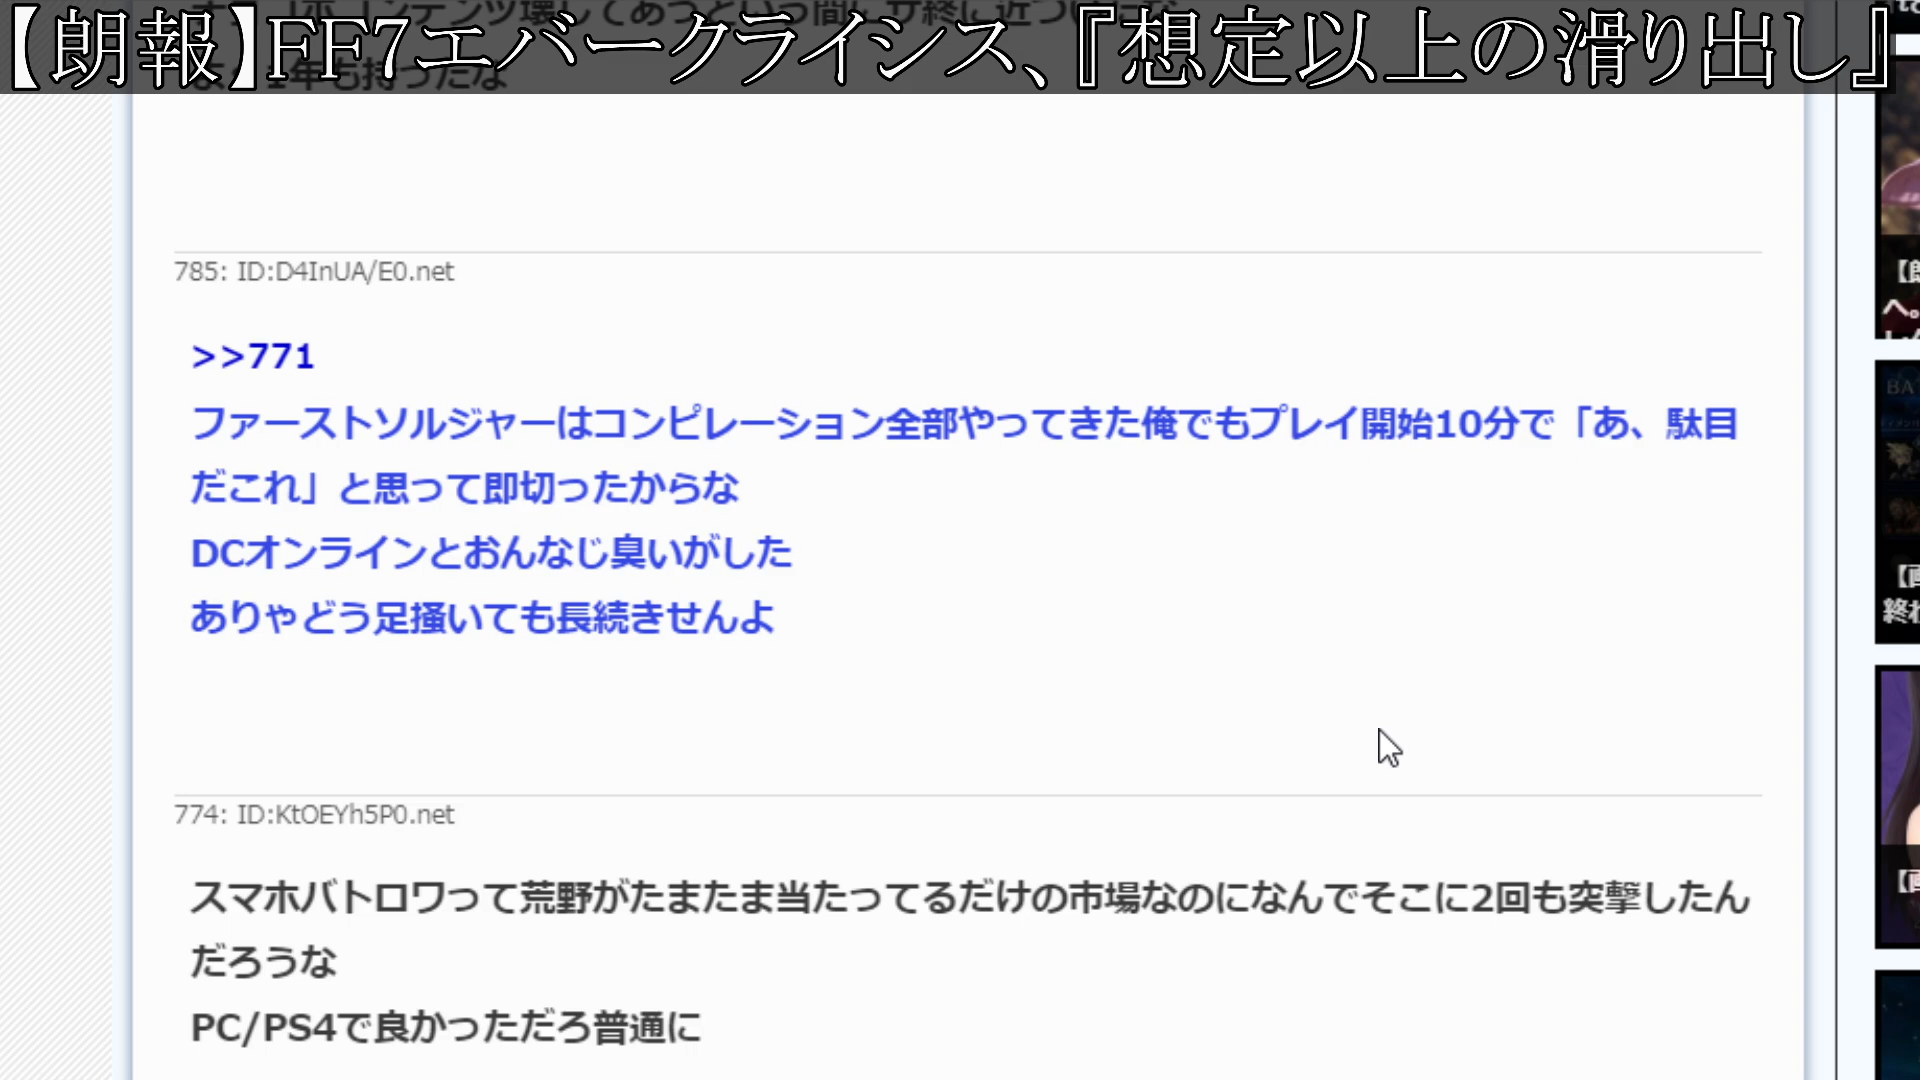 【朗報】FF7エバークライシス、『想定以上の滑り出し』
785: ID:D4InUA/E0.net
>>771
ファーストソルジャーはコンピレーション全部やってきた俺でもプレイ開始10分で「あ、駄目
だこれ」と思って即切ったからな
DCオンラインとおんなじ臭いがした
ありゃどう足掻いても長続きせんよ
774: ID:KtOEYh5P0.net
スマホバトロワって荒野がたまたま当たってるだけの市場なのになんでそこに2回も突撃したん
だろうな
PC/PS4で良かっただろ普通に